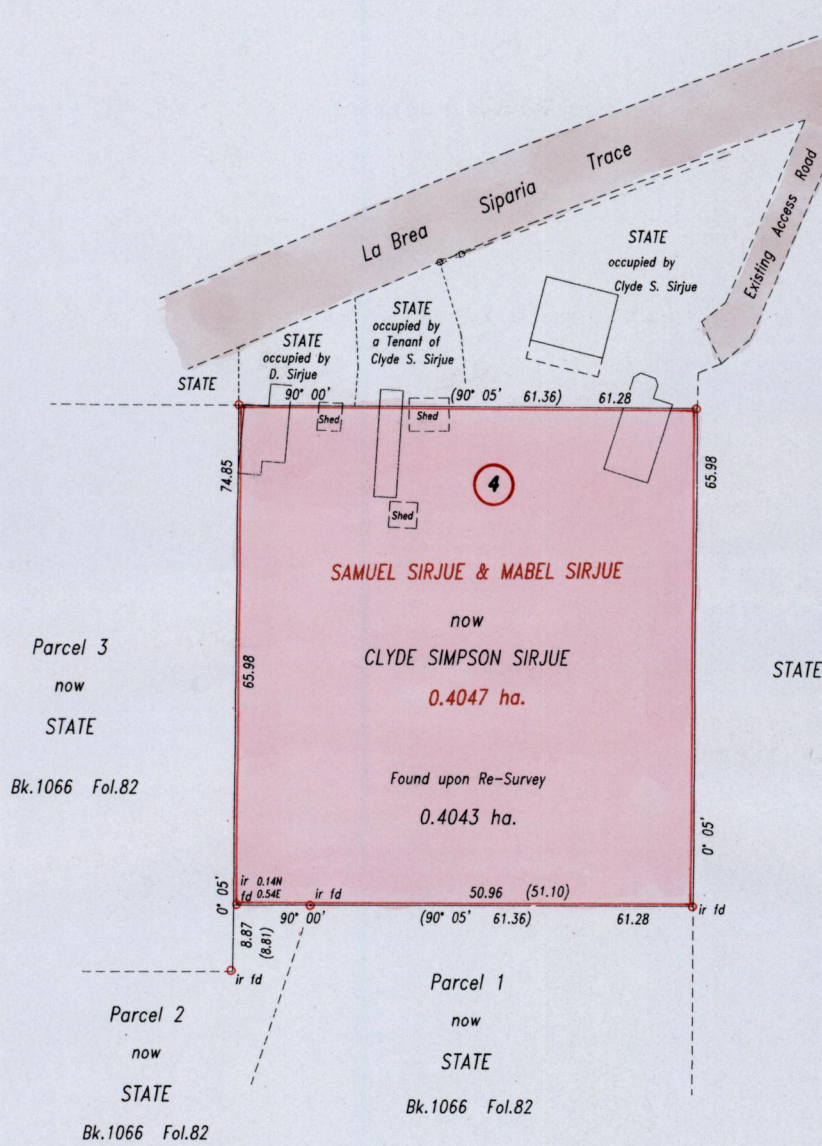 La Brea Siparia Trace
Existing Access Road
STATE
occupied by
Clyde S. Sirjue
STATE
occupied by
a Tenant of
Clyde S. Sirjue
STATE
occupied by
D. Sirjue
STATE
90° 00'
(90° 05' 61.36) 61.28
Shed
Shed
Shed
74.85
65.98
4
SAMUEL SIRJUE & MABEL SIRJUE
now
CLYDE SIMPSON SIRJUE
0.4047 ha.
Found upon Re-Survey
0.4043 ha.
65.98
Parcel 3
now
STATE
Bk.1066 Fol.82
STATE
0° 05'
0° 05'
ir 0.14N
fd 0.54E
ir fd
50.96 (51.10)
90° 00'
(90° 05' 61.36) 61.28
ir fd
8.87
(8.81)
ir fd
Parcel 1
now
STATE
Bk.1066 Fol.82
Parcel 2
now
STATE
Bk.1066 Fol.82